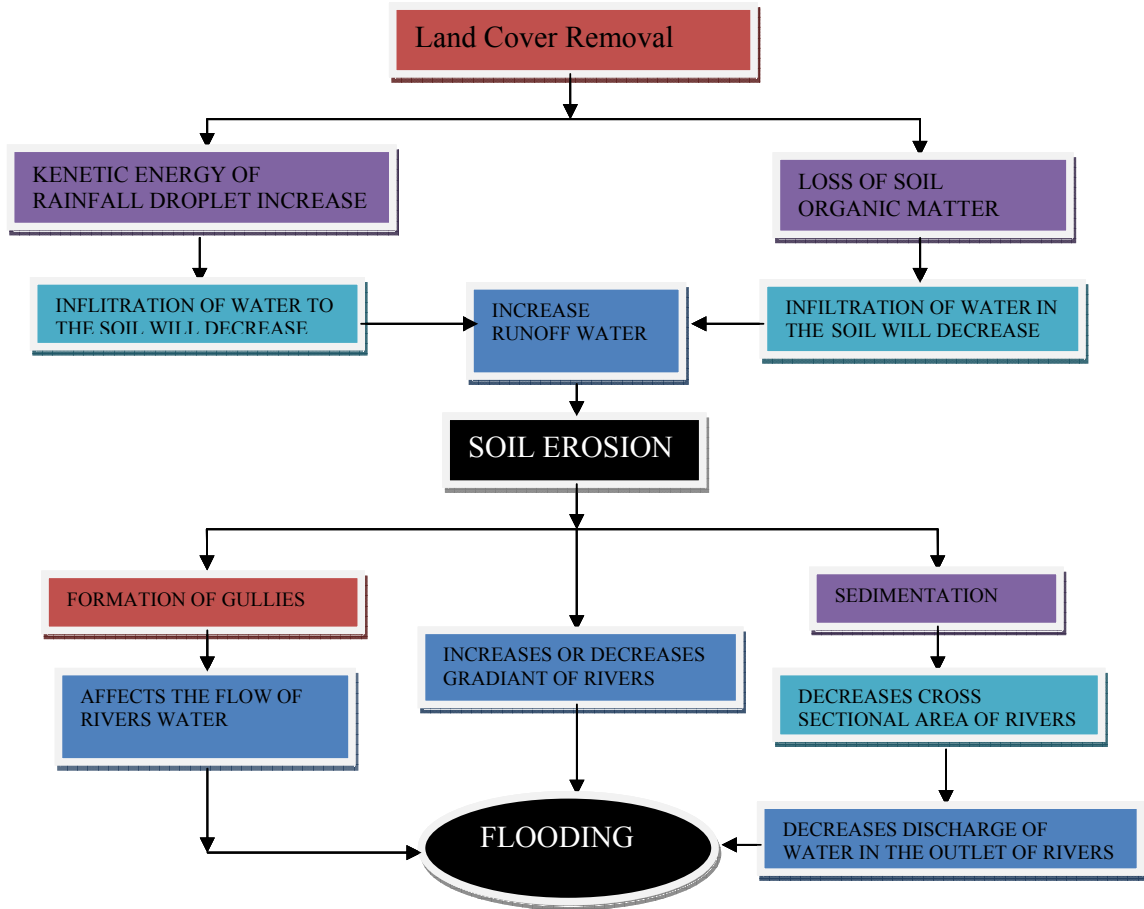 Land Cover Removal
KENETIC ENERGY OF
RAINFALL DROPLET INCREASE
LOSS OF SOIL
ORGANIC MATTER
INFLITRATION OF WATER TO
THE SOIL WILL DECREASE
INCREASE
RUNOFF WATER
INFILTRATION OF WATER IN
THE SOIL WILL DECREASE
SOIL EROSION
FORMATION OF GULLIES
SEDIMENTATION
INCREASES OR DECREASES
GRADIANT OF RIVERS
AFFECTS THE FLOW OF
RIVERS WATER
DECREASES CROSS
SECTIONAL AREA OF RIVERS
FLOODING
DECREASES DISCHARGE OF
WATER IN THE OUTLET OF RIVERS